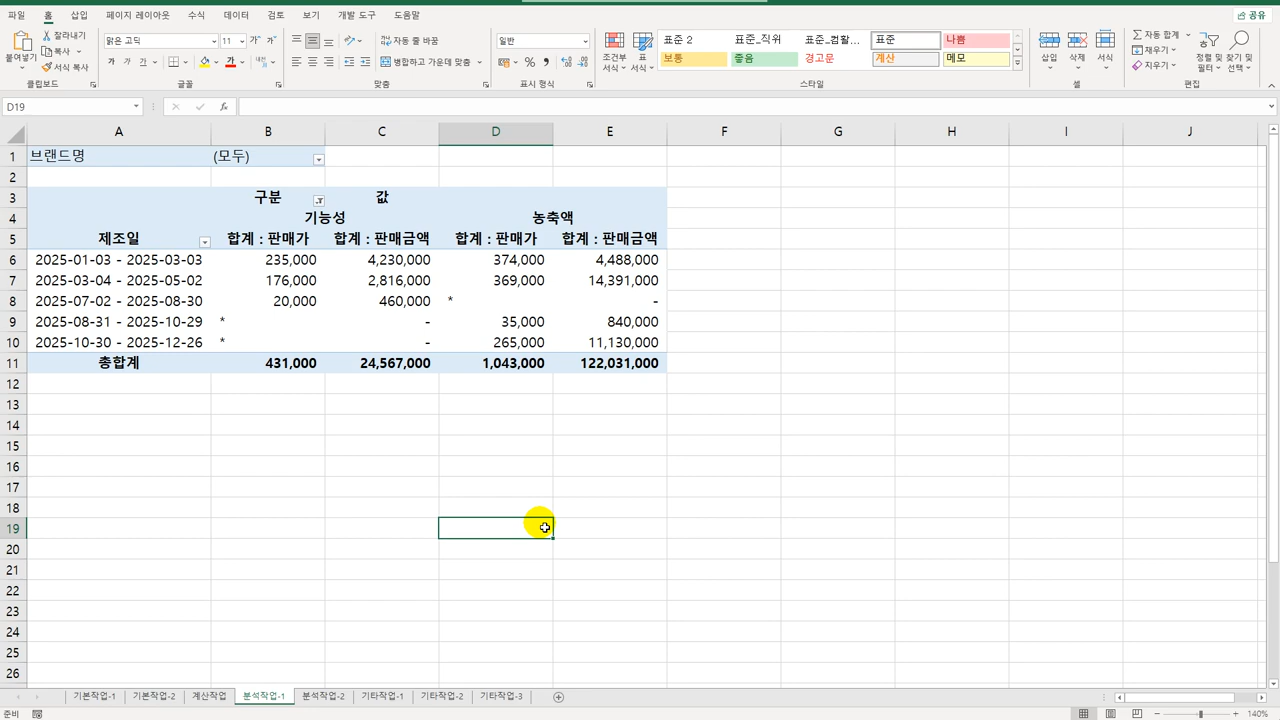 파일 홈 삽입 페이지 레이아웃 수식 데이터 검토 보기 개발 도구 도움말 공유
붙여넣기 잘라내기 복사 서식 복사 클립보드
맑은 고딕 11 가 가 가 가 가 가 글꼴
자동 줄 바꿈 병합하고 가운데 맞춤 맞춤
일반 % 표시 형식
조건부 서식 표 서식 표준 2 표준_직위 표준_컴활... 표준 나쁨
보통 좋음 경고문 계산 메모 스타일
삽입 삭제 서식 셀
자동 합계 채우기 지우기 정렬 및 필터 찾기 및 선택 편집
D19 fx
A B C D E F G H I J
1 브랜드명 (모두)
2
3 구분 값
4 기능성 농축액
5 제조일 합계 : 판매가 합계 : 판매금액 합계 : 판매가 합계 : 판매금액
6 2025-01-03 - 2025-03-03 235,000 4,230,000 374,000 4,488,000
7 2025-03-04 - 2025-05-02 176,000 2,816,000 369,000 14,391,000
8 2025-07-02 - 2025-08-30 20,000 460,000 * -
9 2025-08-31 - 2025-10-29 * - 35,000 840,000
10 2025-10-30 - 2025-12-26 * - 265,000 11,130,000
11 총합계 431,000 24,567,000 1,043,000 122,031,000
12
13
14
15
16
17
18
19
20
21
22
23
24
25
26
기본작업-1 기본작업-2 계산작업 분석작업-1 분석작업-2 기타작업-1 기타작업-2 기타작업-3
준비 140%